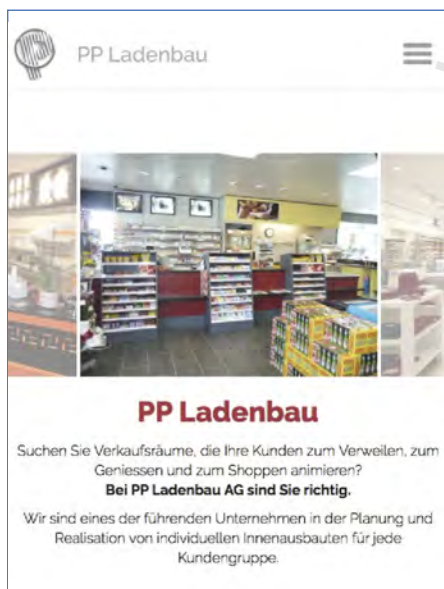 PP Ladenbau
PP Ladenbau
Suchen Sie Verkaufsräume, die Ihre Kunden zum Verweilen, zum
Geniessen und zum Shoppen animieren?
Bei PP Ladenbau AG sind Sie richtig.
Wir sind eines der führenden Unternehmen in der Planung und
Realisation von individuellen Innenausbauten für jede
Kundengruppe.